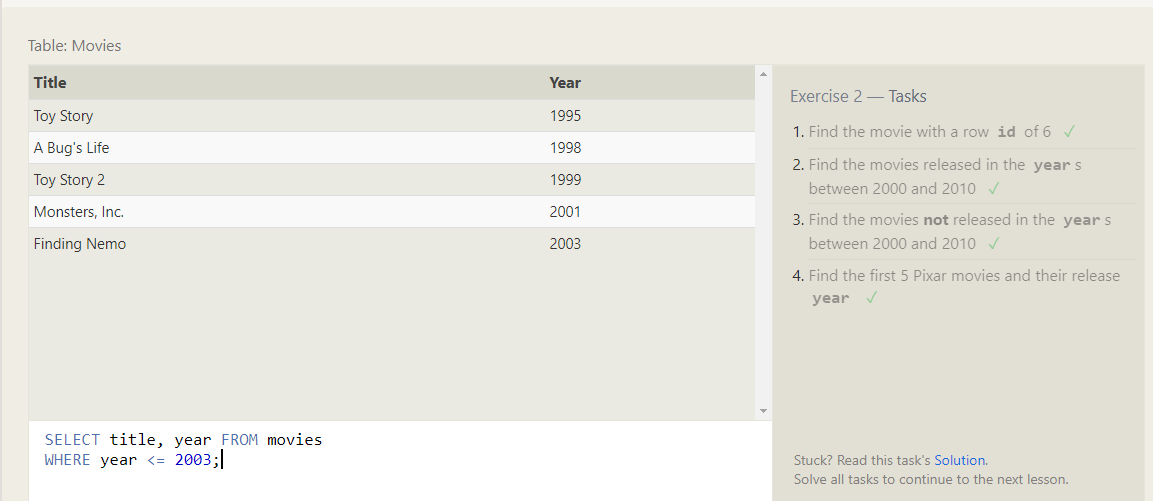 Table: Movies
Title Year
Toy Story 1995
A Bug's Life 1998
Toy Story 2 1999
Monsters, Inc. 2001
Finding Nemo 2003
SELECT title, year FROM movies
WHERE year <= 2003;
Exercise 2 — Tasks
1. Find the movie with a row id of 6 ✓
2. Find the movies released in the year s
between 2000 and 2010 ✓
3. Find the movies not released in the year s
between 2000 and 2010 ✓
4. Find the first 5 Pixar movies and their release
year ✓
Stuck? Read this task's Solution.
Solve all tasks to continue to the next lesson.